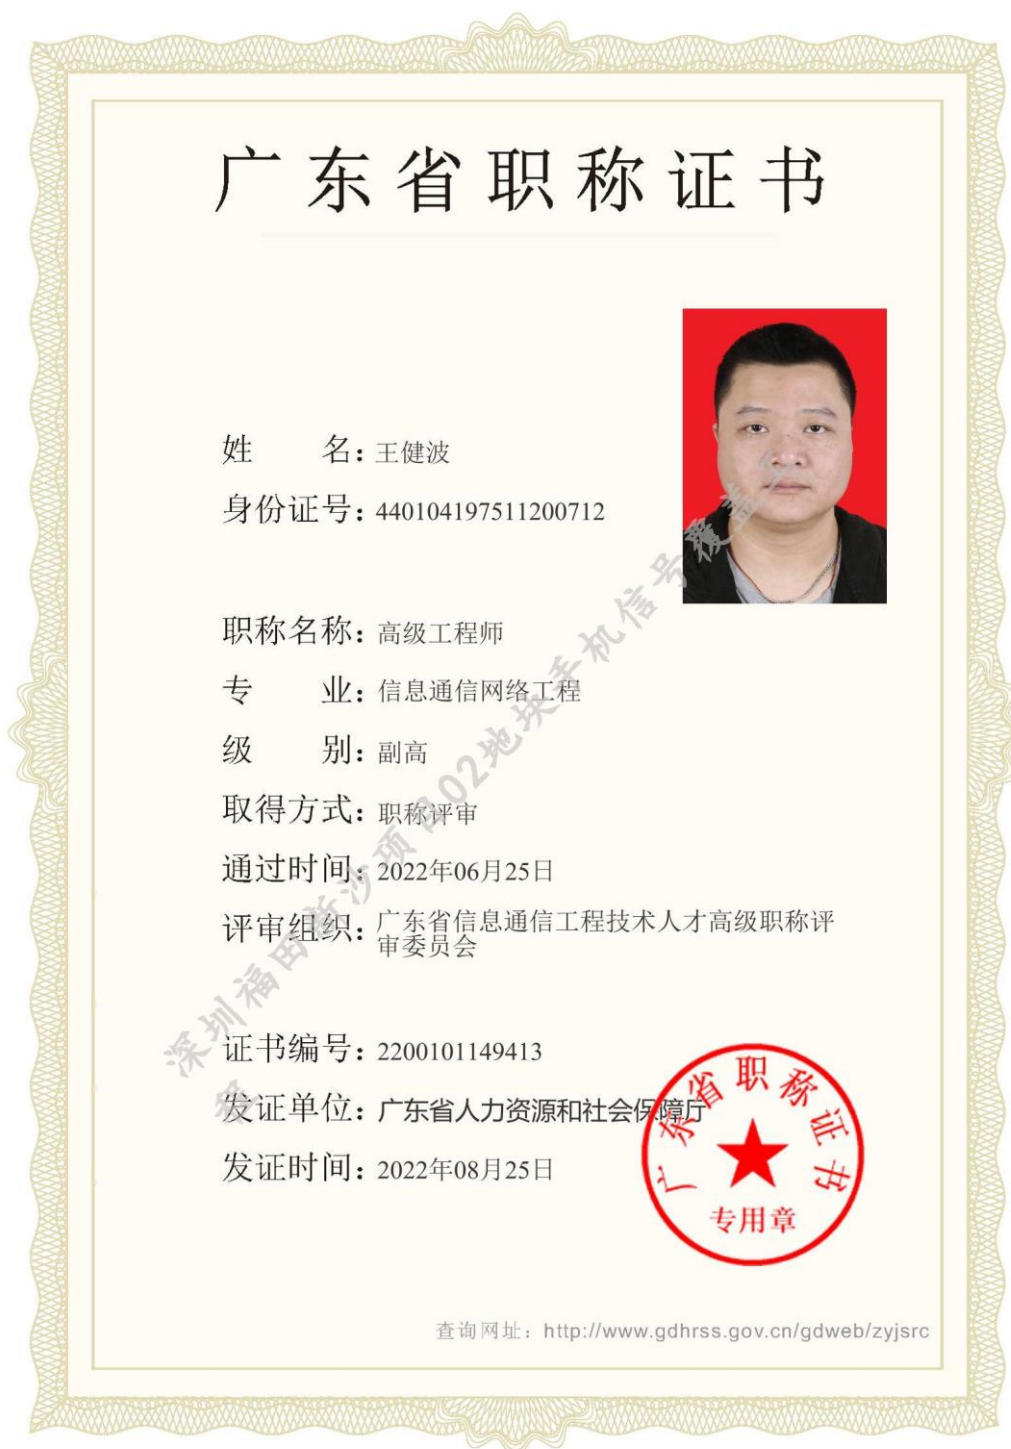 广东省职称证书
姓名：王健波
身份证号：440104197511200712
职称名称：高级工程师
专业：信息通信网络工程
级别：副高
取得方式：职称评审
通过时间：2022年06月25日
评审组织：广东省信息通信工程技术人才高级职称评
审委员会
证书编号：2200101149413
发证单位：广东省人力资源和社会保障厅
发证时间：2022年08月25日
广东省职称证书
专用章
查询网址：http://www.gdhrss.gov.cn/gdweb/zyjsrc
深圳福田新沙项目02地块手机信号覆盖